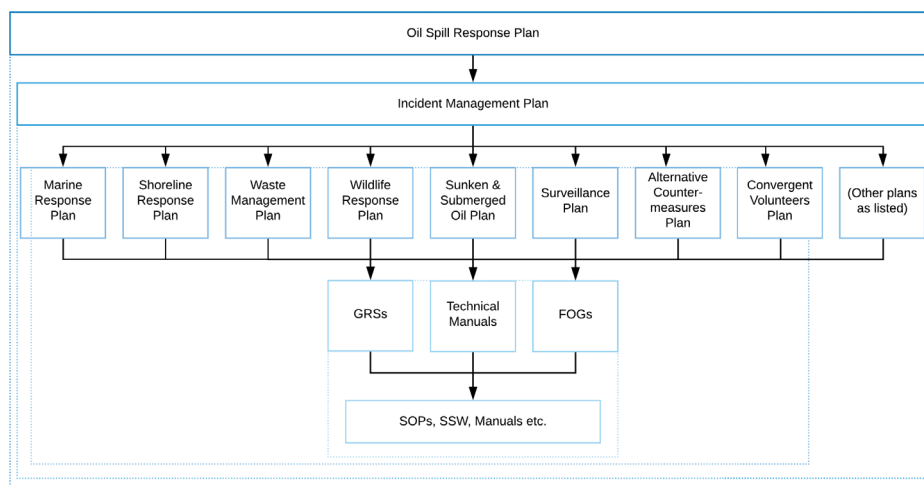 Oil Spill Response Plan
Incident Management Plan
Marine
Response
Plan
Shoreline
Response
Plan
Waste
Management
Plan
Wildlife
Response
Plan
Sunken &
Submerged
Oil Plan
Surveillance
Plan
Alternative
Counter-
measures
Plan
Convergent
Volunteers
Plan
(Other plans
as listed)
GRSs
Technical
Manuals
FOGs
SOPs, SSW, Manuals etc.